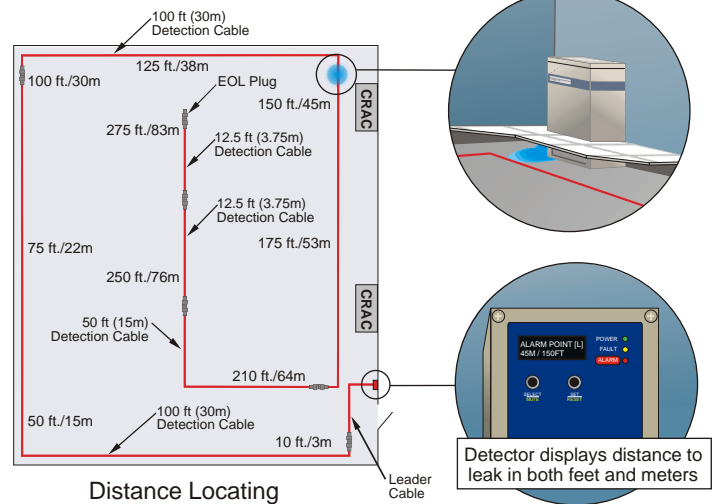 100 ft (30m)
Detection Cable
125 ft./38m
100 ft./30m
EOL Plug
150 ft./45m
CRAC
275 ft./83m
12.5 ft (3.75m)
Detection Cable
12.5 ft (3.75m)
Detection Cable
75 ft./22m
175 ft./53m
250 ft./76m
CRAC
50 ft (15m)
Detection Cable
210 ft./64m
50 ft./15m
100 ft (30m)
Detection Cable
10 ft./3m
Leader
Cable
Distance Locating
ALARM POINT [L]
45M / 150FT
POWER
FAULT
ALARM
SELECT
SET
RESET
Detector displays distance to
leak in both feet and meters